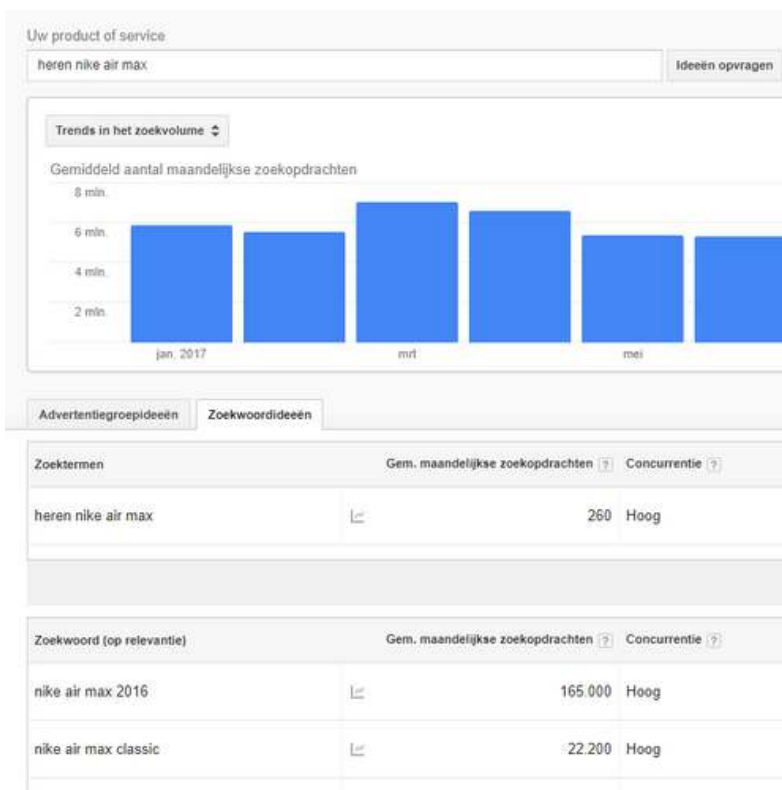 Uw product of service
heren nike air max
Ideeën opvragen
Trends in het zoekvolume
Gemiddeld aantal maandelijkse zoekopdrachten
8 mln.
6 mln.
4 mln.
2 mln.
jan. 2017 mrt mei
Advertentiegroepideeën Zoekwoordideeën
Zoektermen Gem. maandelijkse zoekopdrachten ? Concurrentie ?
heren nike air max 260 Hoog
Zoekwoord (op relevantie) Gem. maandelijkse zoekopdrachten ? Concurrentie ?
nike air max 2016 165.000 Hoog
nike air max classic 22.200 Hoog